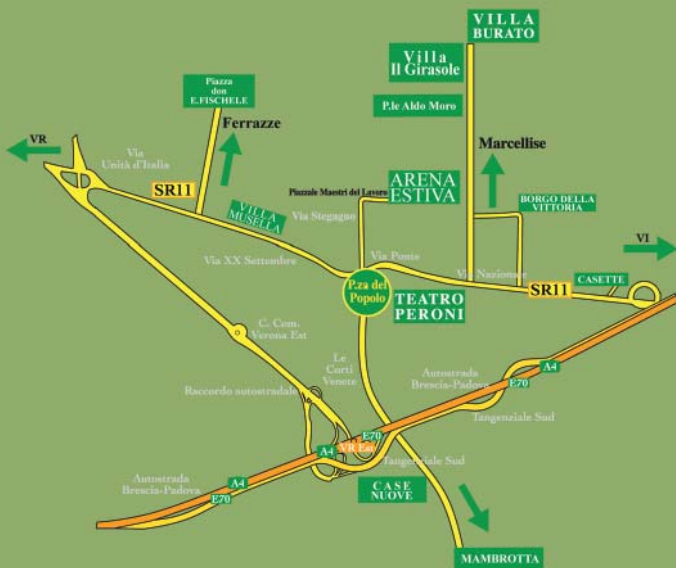 VILLA
BURATO
Villa
Il Girasole
Piazza
don
E.FISCHELE
P.le Aldo Moro
Ferrazze
VR
Marcellise
Via
Unità d'Italia
SR11
Piazzale Maestri del Lavoro
ARENA
ESTIVA
BORGO DELLA
VITTORIA
VILLA
MUSELLA
Via Stegagno
VI
Via XX Settembre
Via Ponte
Via Nazionale
CASETTE
P.za del
Popolo
TEATRO
PERONI
SR11
C. Com.
Verona Est
Le
Corti
Venete
Autostrada
Brescia-Padova
A4
E70
Raccordo autostradale
Tangenziale Sud
E70
A4
VR Est
Tangenziale Sud
Autostrada
Brescia-Padova
A4
E70
CASE
NUOVE
MAMBROTTA